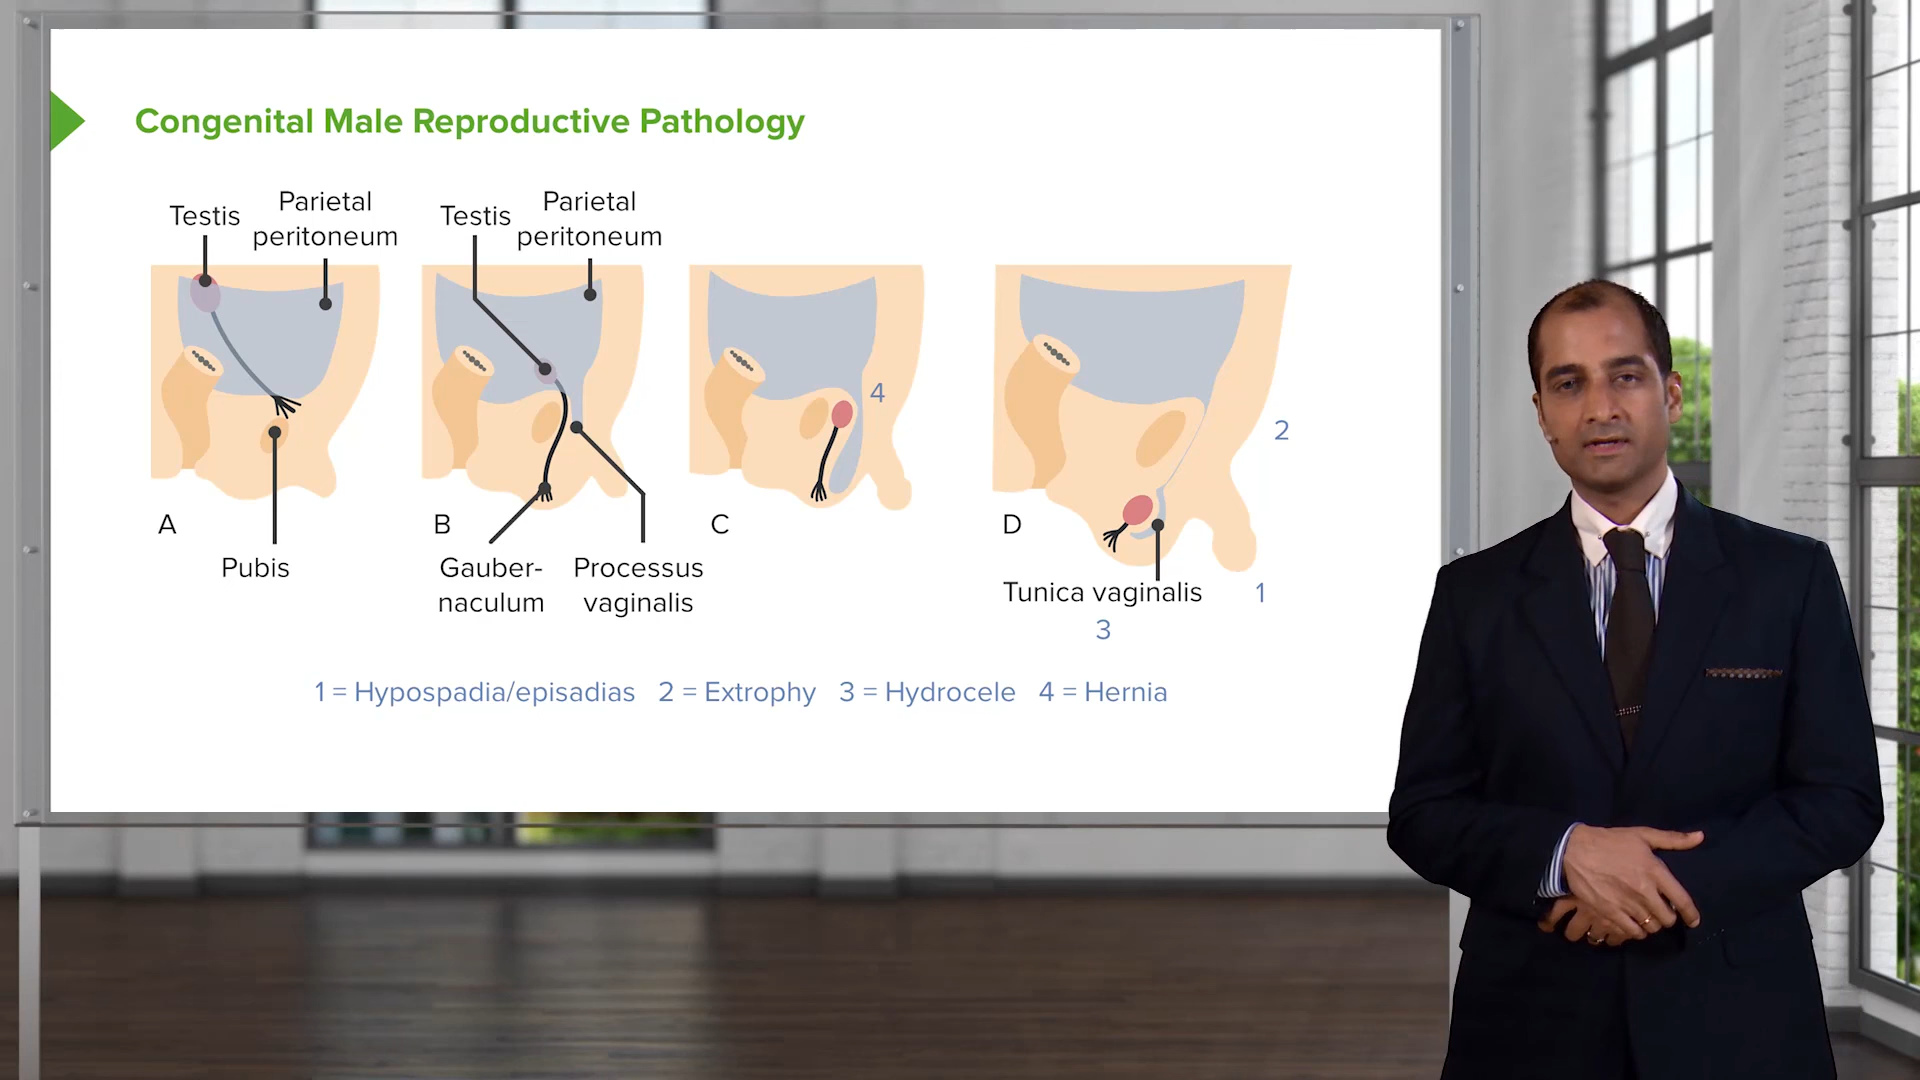 Congenital Male Reproductive Pathology
Testis
Parietal
peritoneum
Testis
Parietal
peritoneum
4
2
A
B
C
D
Pubis
Gauber-
naculum
Processus
vaginalis
Tunica vaginalis
1
3
1 = Hypospadia/episadias 2 = Extrophy 3 = Hydrocele 4 = Hernia